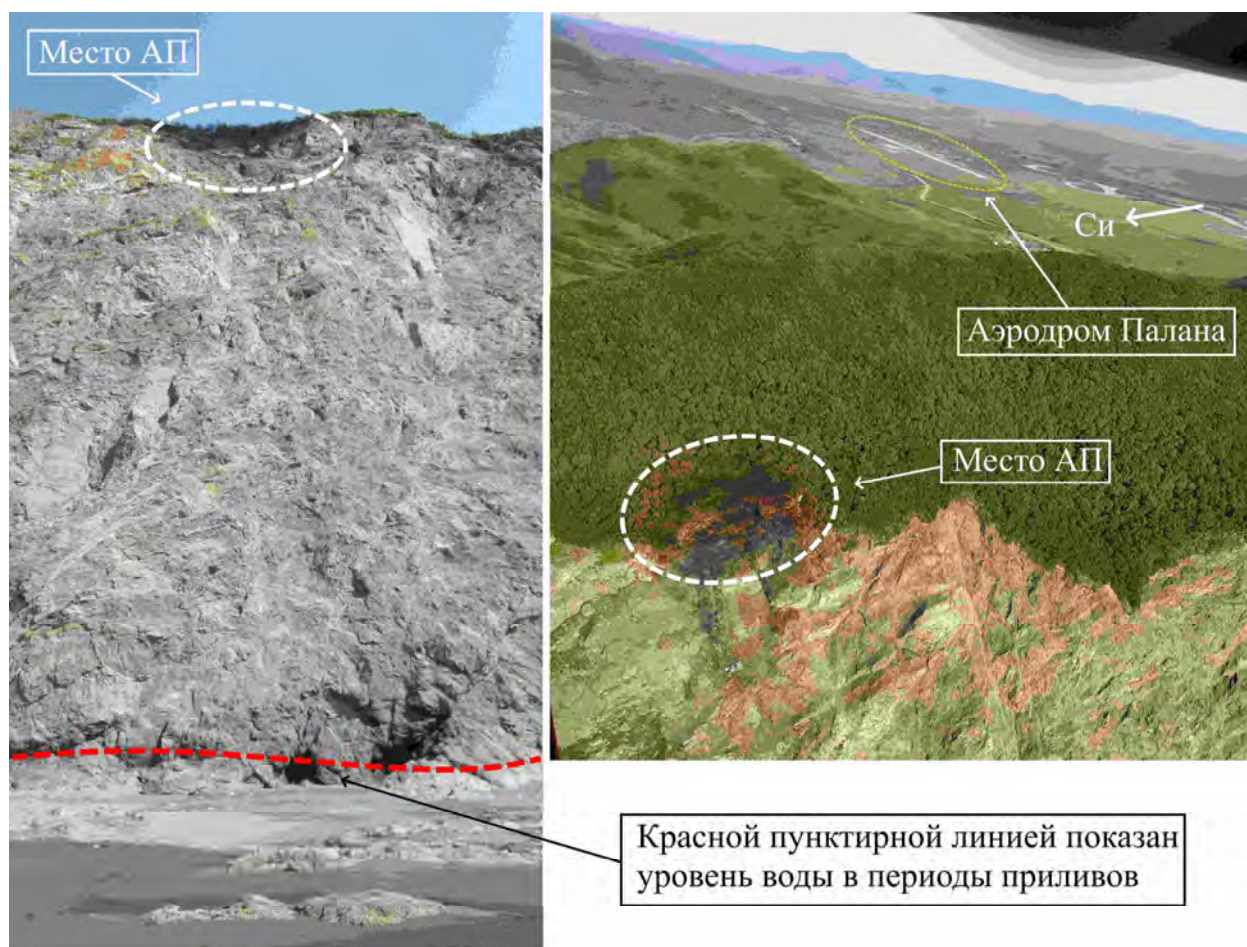 Место АП
Си
Аэродром Палана
Место АП
Красной пунктирной линией показан
уровень воды в периоды приливов